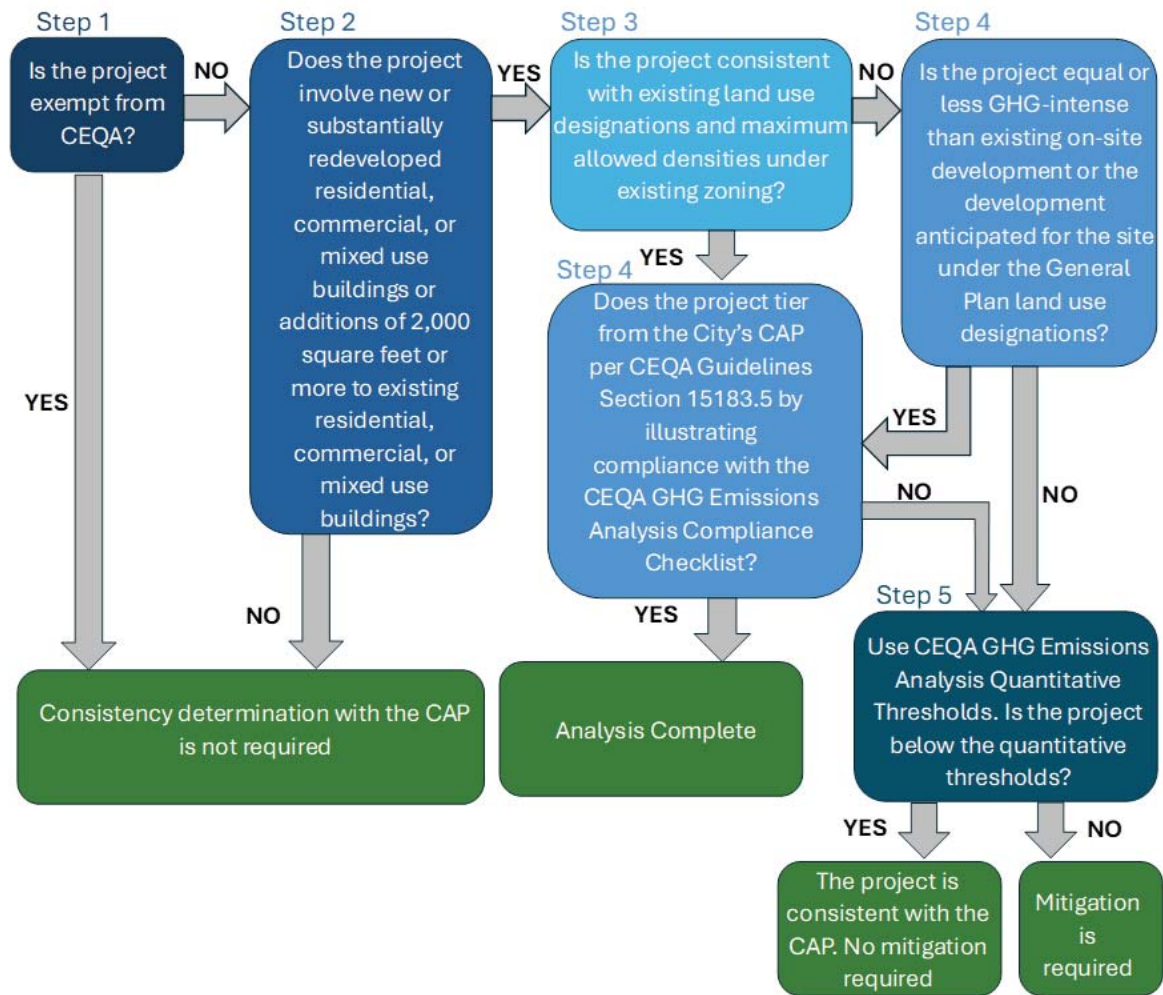 Step 1
Is the project
exempt from
CEQA?
NO
YES
Step 2
Does the project
involve new or
substantially
redeveloped
residential,
commercial, or
mixed use
buildings or
additions of 2,000
square feet or
more to existing
residential,
commercial, or
mixed use
buildings?
YES
NO
Step 3
Is the project consistent
with existing land use
designations and maximum
allowed densities under
existing zoning?
NO
YES
Step 4
Is the project equal or
less GHG-intense
than existing on-site
development or the
development
anticipated for the site
under the General
Plan land use
designations?
YES
NO
Step 4
Does the project tier
from the City’s CAP
per CEQA Guidelines
Section 15183.5 by
illustrating
compliance with the
CEQA GHG Emissions
Analysis Compliance
Checklist?
NO
YES
Step 5
Use CEQA GHG Emissions
Analysis Quantitative
Thresholds. Is the project
below the quantitative
thresholds?
YES
NO
Consistency determination with the CAP
is not required
Analysis Complete
The project is
consistent with the
CAP. No mitigation
required
Mitigation
is
required